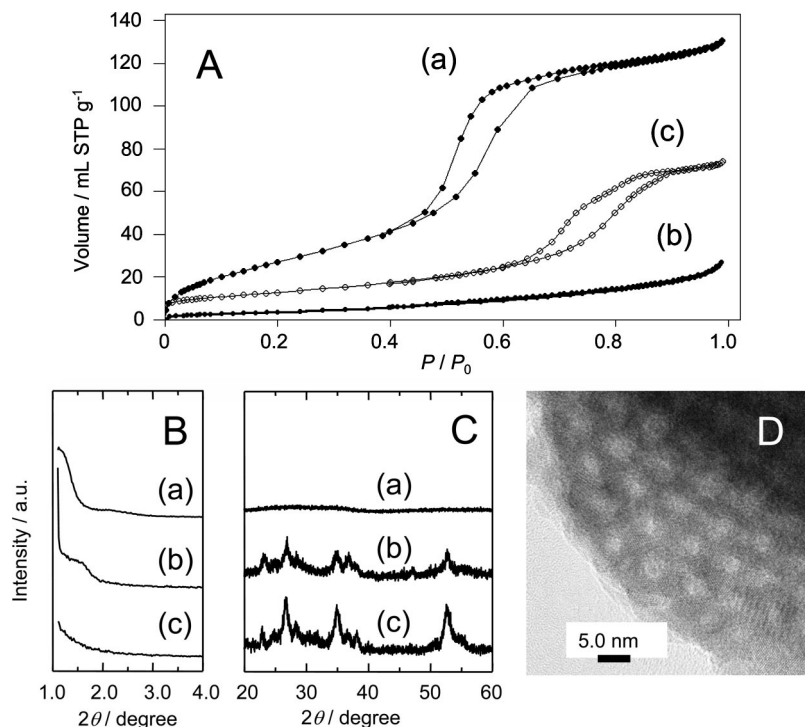 A
(a)
(c)
(b)
Volume / mL STP g⁻¹
140
120
100
80
60
40
20
0
0 0.2 0.4 0.6 0.8 1.0
P / P₀
B
(a)
(b)
(c)
Intensity / a.u.
1.0 2.0 3.0 4.0
2θ / degree
C
(a)
(b)
(c)
20 30 40 50 60
2θ / degree
D
5.0 nm